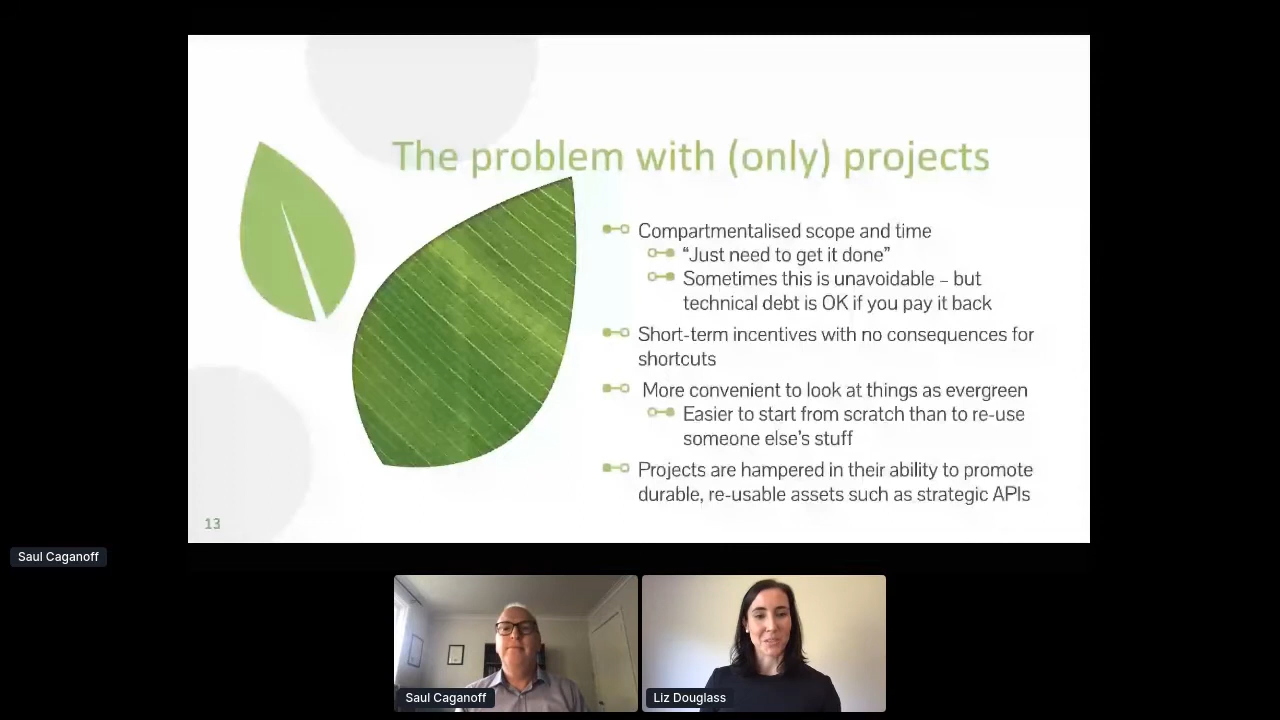 The problem with (only) projects
Compartmentalised scope and time
“Just need to get it done”
Sometimes this is unavoidable – but
technical debt is OK if you pay it back
Short-term incentives with no consequences for
shortcuts
More convenient to look at things as evergreen
Easier to start from scratch than to re-use
someone else’s stuff
Projects are hampered in their ability to promote
durable, re-usable assets such as strategic APIs
13
Saul Caganoff
Saul Caganoff
Liz Douglass